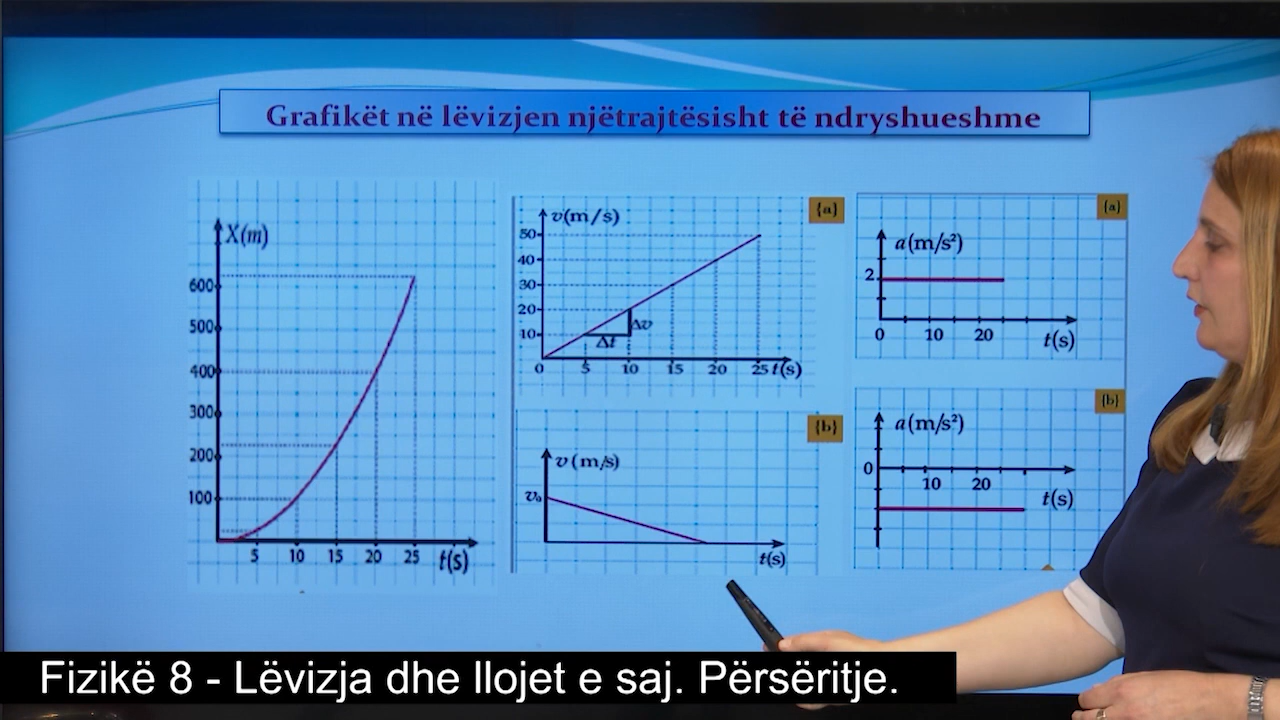 Grafikët në lëvizjen njëtrajtësisht të ndryshueshme
X(m)
600
500
400
300
200
100
5 10 15 20 25 t(s)
{a}
v(m/s)
50
40
30
20
10
Δv
Δt
0 5 10 15 20 25 t(s)
{b}
v(m/s)
v₀
t(s)
{a}
a(m/s²)
2
0 10 20 t(s)
{b}
a(m/s²)
0
10 20 t(s)
Fizikë 8 - Lëvizja dhe llojet e saj. Përsëritje.